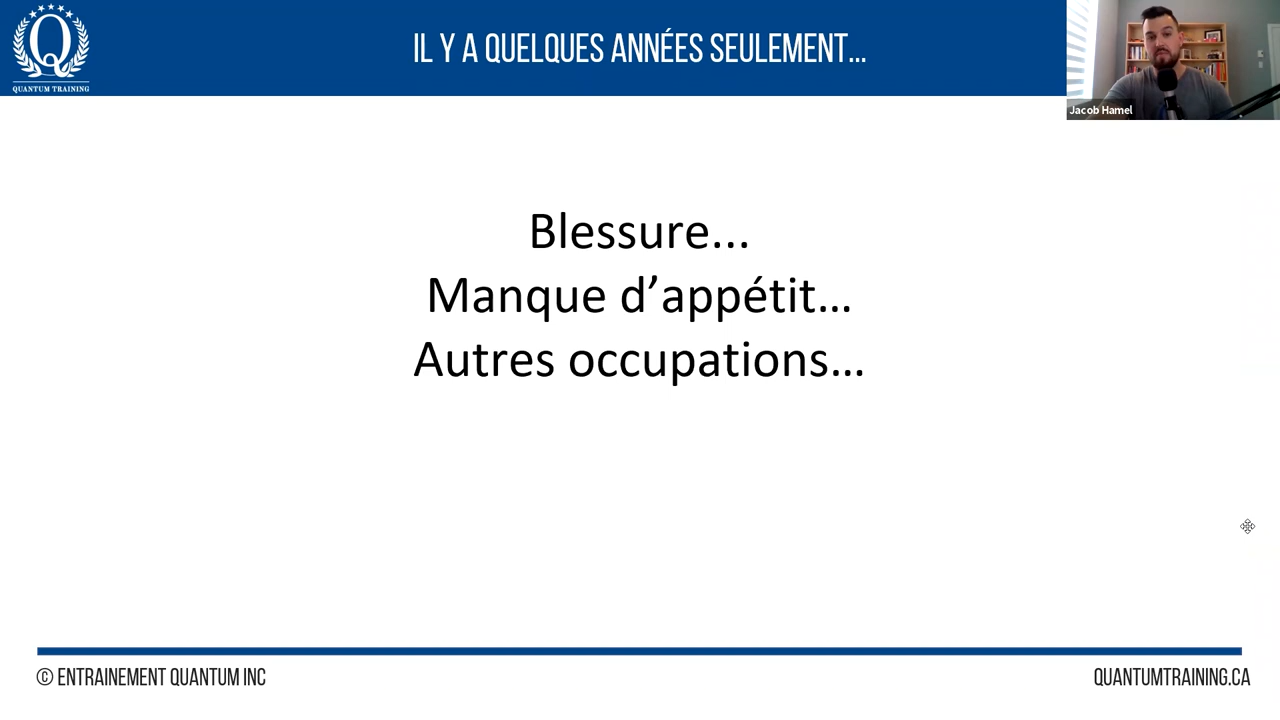 Q
QUANTUM TRAINING
IL Y A QUELQUES ANNÉES SEULEMENT...
Jacob Hamel
Blessure...
Manque d’appétit…
Autres occupations…
© ENTRAINEMENT QUANTUM INC
QUANTUMTRAINING.CA